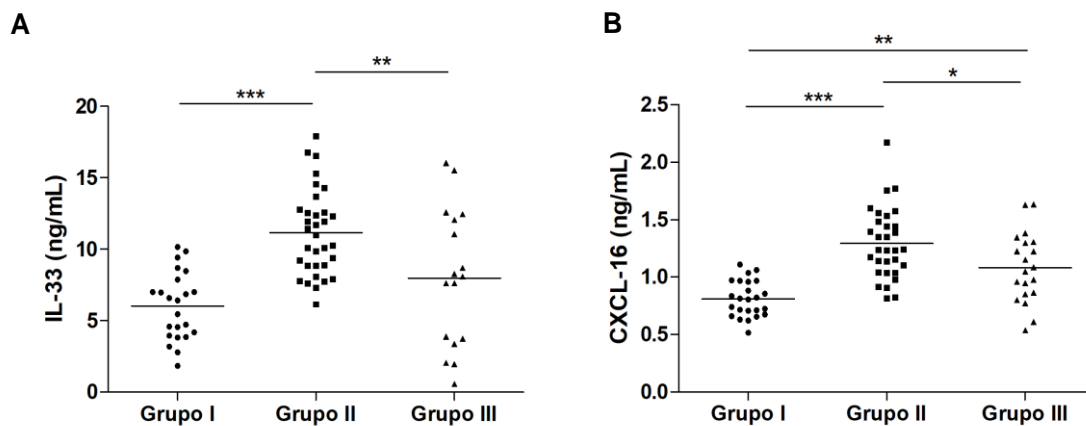 A
IL-33 (ng/mL)
20
15
10
5
0
***
**
Grupo I
Grupo II
Grupo III
B
CXCL-16 (ng/mL)
2.5
2.0
1.5
1.0
0.5
0.0
**
***
*
Grupo I
Grupo II
Grupo III